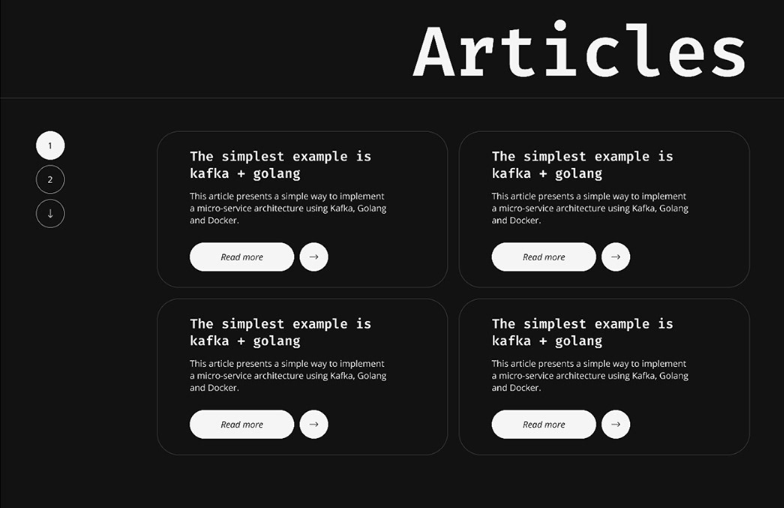 Articles
1
2
↓
The simplest example is
kafka + golang
This article presents a simple way to implement
a micro-service architecture using Kafka, Golang
and Docker.
Read more →
The simplest example is
kafka + golang
This article presents a simple way to implement
a micro-service architecture using Kafka, Golang
and Docker.
Read more →
The simplest example is
kafka + golang
This article presents a simple way to implement
a micro-service architecture using Kafka, Golang
and Docker.
Read more →
The simplest example is
kafka + golang
This article presents a simple way to implement
a micro-service architecture using Kafka, Golang
and Docker.
Read more →